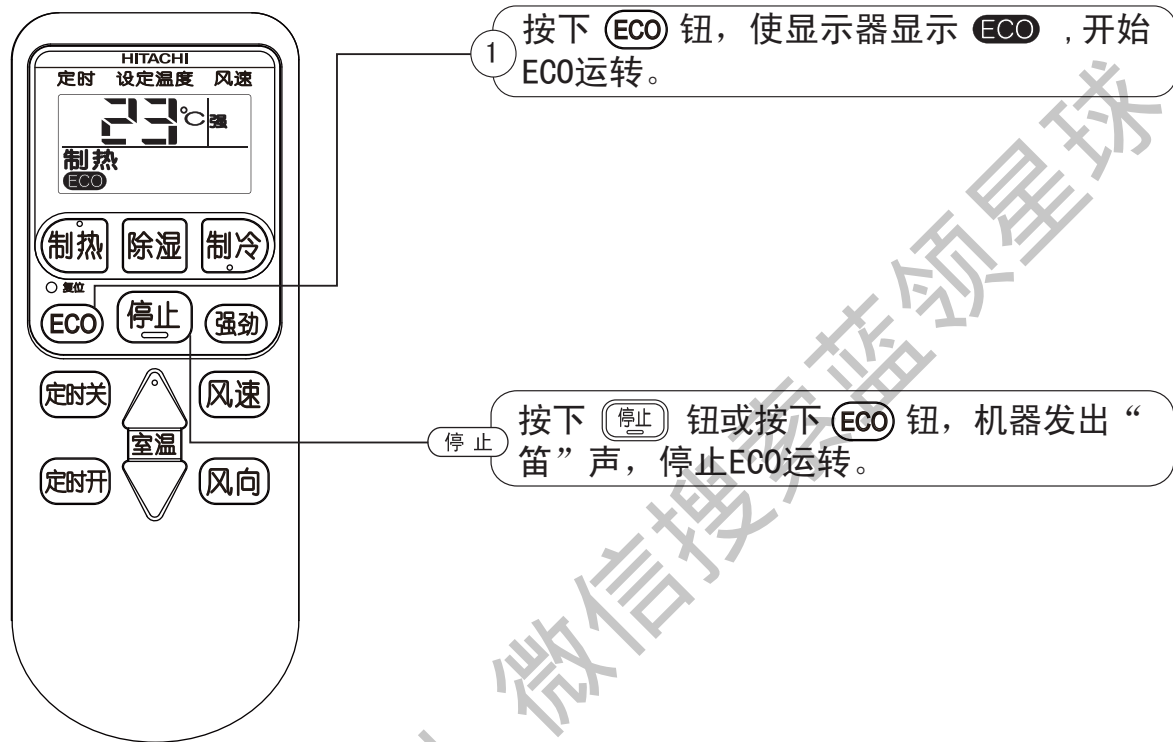 HITACHI
定时 设定温度 风速
23℃ 强
制热
ECO
制热 除湿 制冷
复位
ECO 停止 强劲
定时关 风速
室温
定时开 风向
1
按下 ECO 钮，使显示器显示 ECO ,开始
ECO运转。
停止
按下 停止 钮或按下 ECO 钮，机器发出“
笛”声，停止ECO运转。
微信搜索蓝领星球